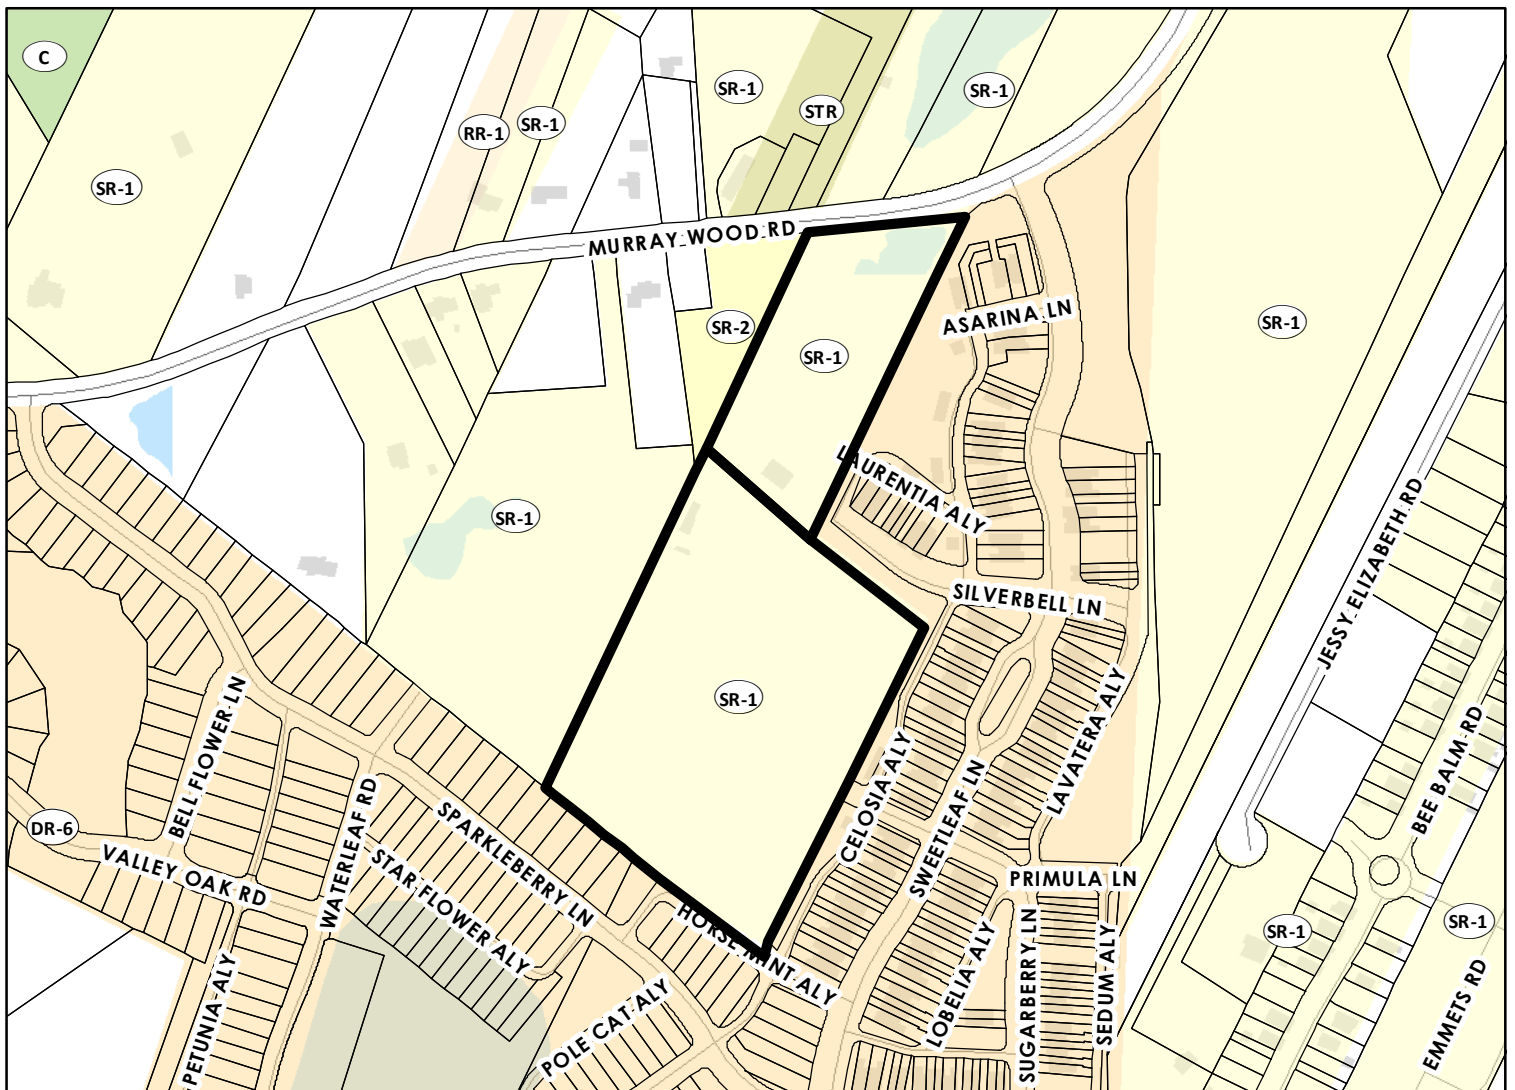 C
SR-1
STR
SR-1
RR-1
SR-1
SR-1
MURRAY WOOD RD
SR-2
SR-1
ASARINA LN
SR-1
LAURENTIA ALY
SR-1
SILVERBELL LN
JESSY ELIZABETH RD
SR-1
BELL FLOWER LN
LAVATERA ALY
CELOSIA ALY
SWEETLEAF LN
BEE BALM RD
DR-6
WATERLEAF RD
SPARKLEBERRY LN
VALLEY OAK RD
STAR FLOWER ALY
PRIMULA LN
HORSE MINT ALY
SR-1
SR-1
PETUNIA ALY
POLE CAT ALY
LOBELIA ALY
SUGARBERRY LN
SEDUM ALY
EMMETS RD